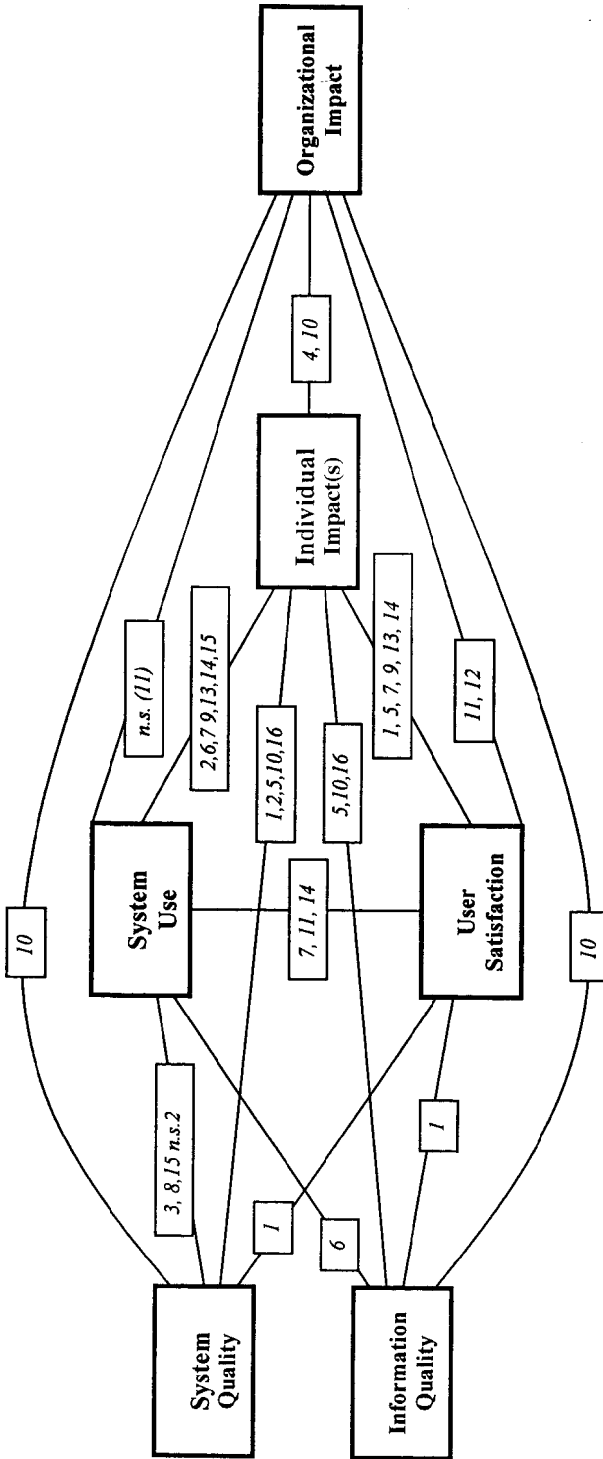 10
System
Quality
3, 8,15 n.s.2
System
Use
n.s. (11)
2,6,7 9,13,14,15
1
1,2,5,10,16
7, 11, 14
Individual
Impact(s)
4, 10
Organizational
Impact
6
5,10,16
Information
Quality
1
User
Satisfaction
1, 5, 7, 9, 13, 14
11, 12
10